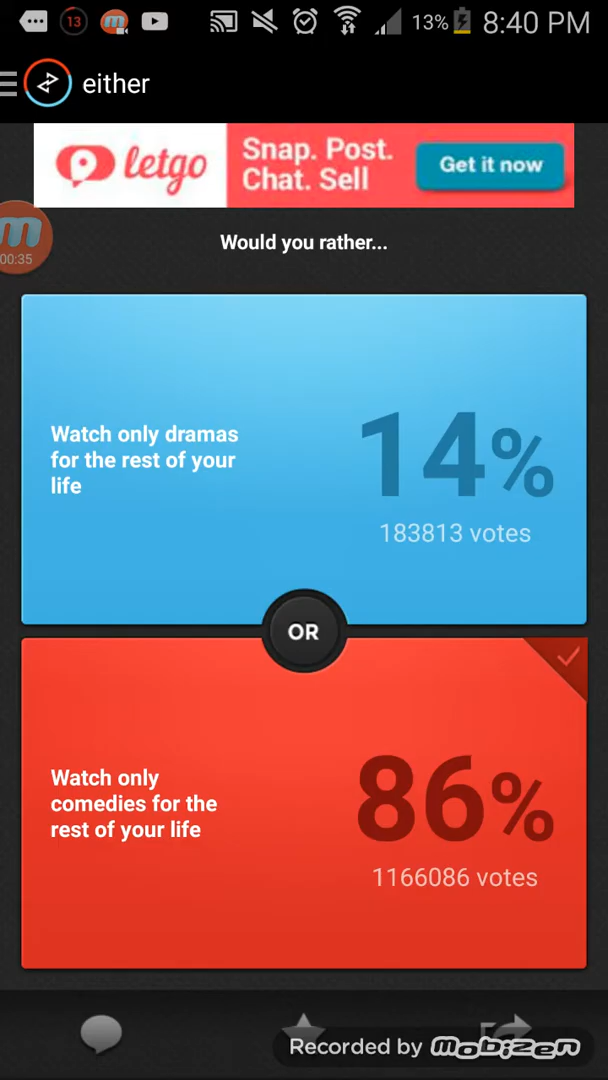 13
13%
8:40 PM
either
letgo
Snap. Post.
Chat. Sell
Get it now
m
00:35
Would you rather...
Watch only dramas
for the rest of your
life
14%
183813 votes
OR
Watch only
comedies for the
rest of your life
86%
1166086 votes
Recorded by Mobizen